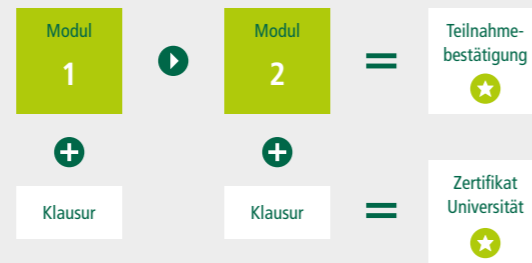 Modul
1
Modul
2
=
Teilnahme-
bestätigung
+
+
Klausur
Klausur
=
Zertifikat
Universität